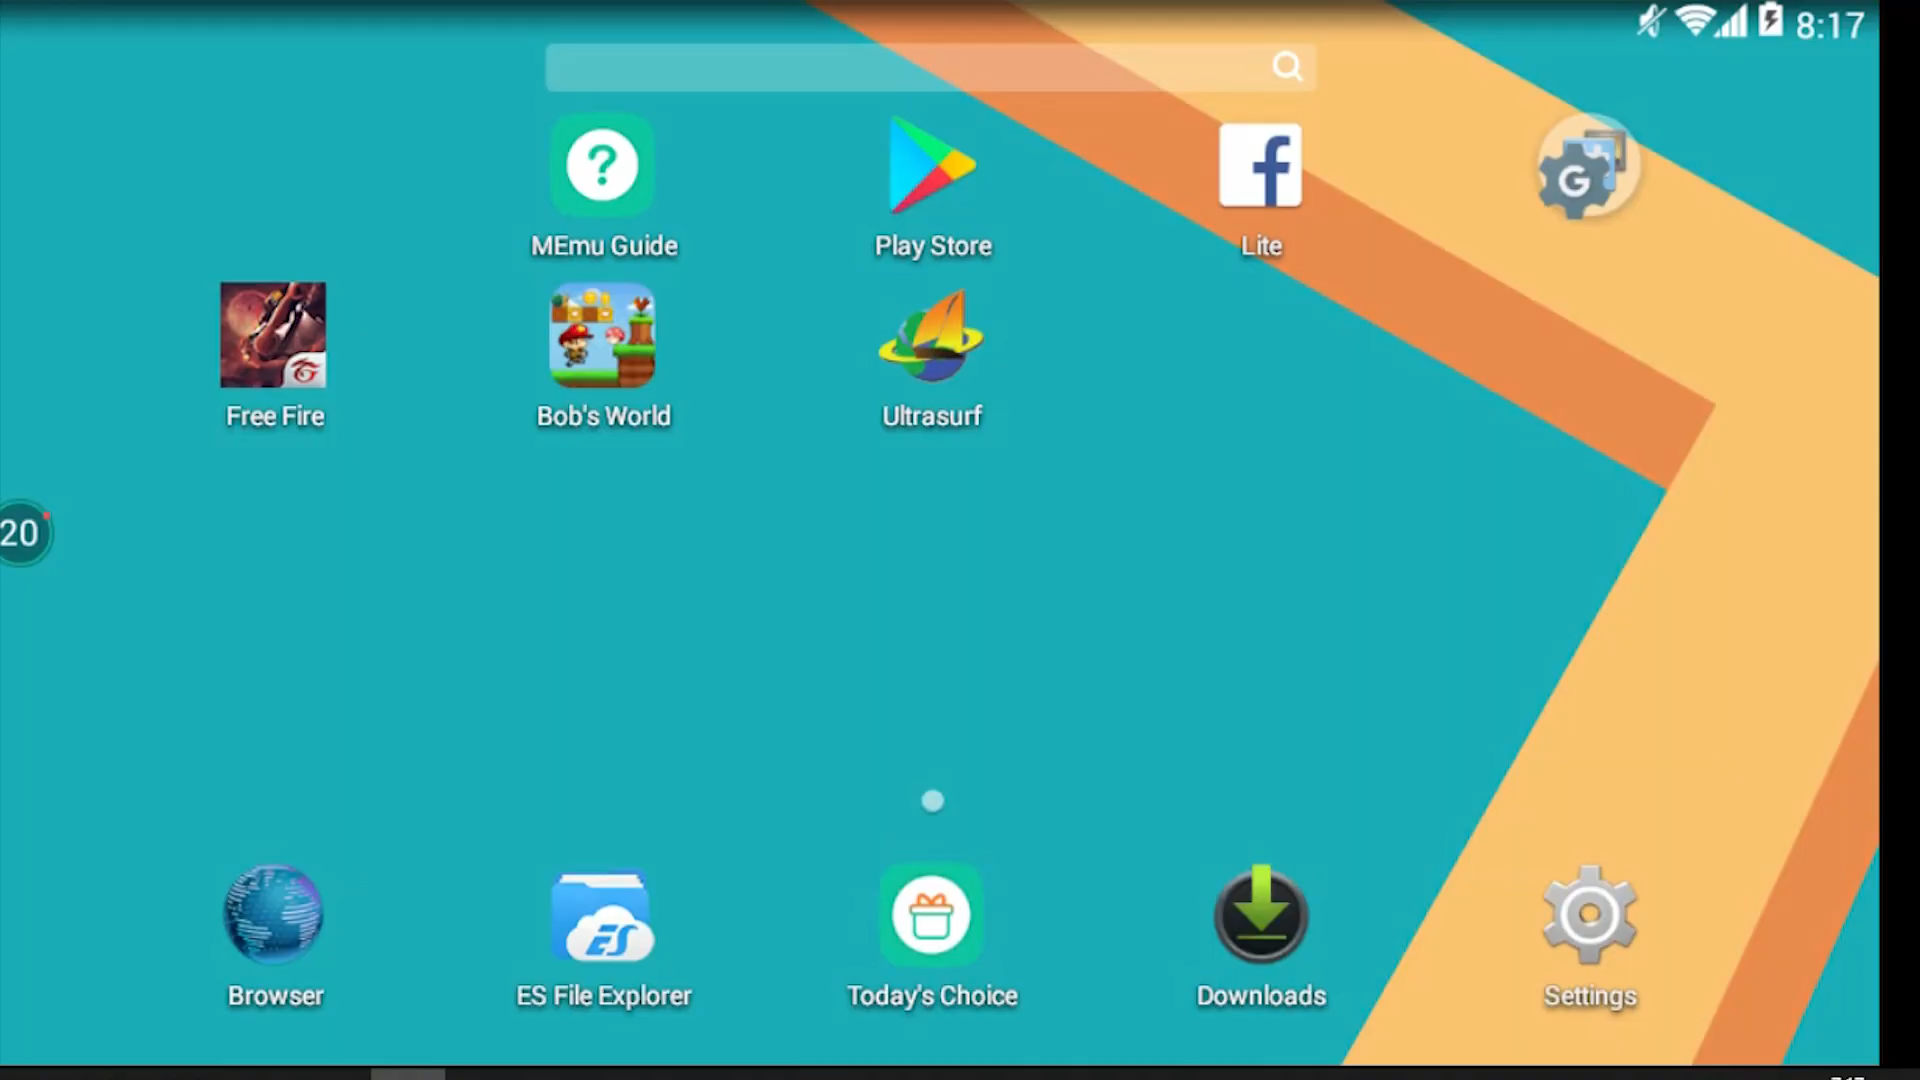 8:17
?
f
G
MEmu Guide
Play Store
Lite
Free Fire
Bob's World
Ultrasurf
20
ES
Browser
ES File Explorer
Today's Choice
Downloads
Settings